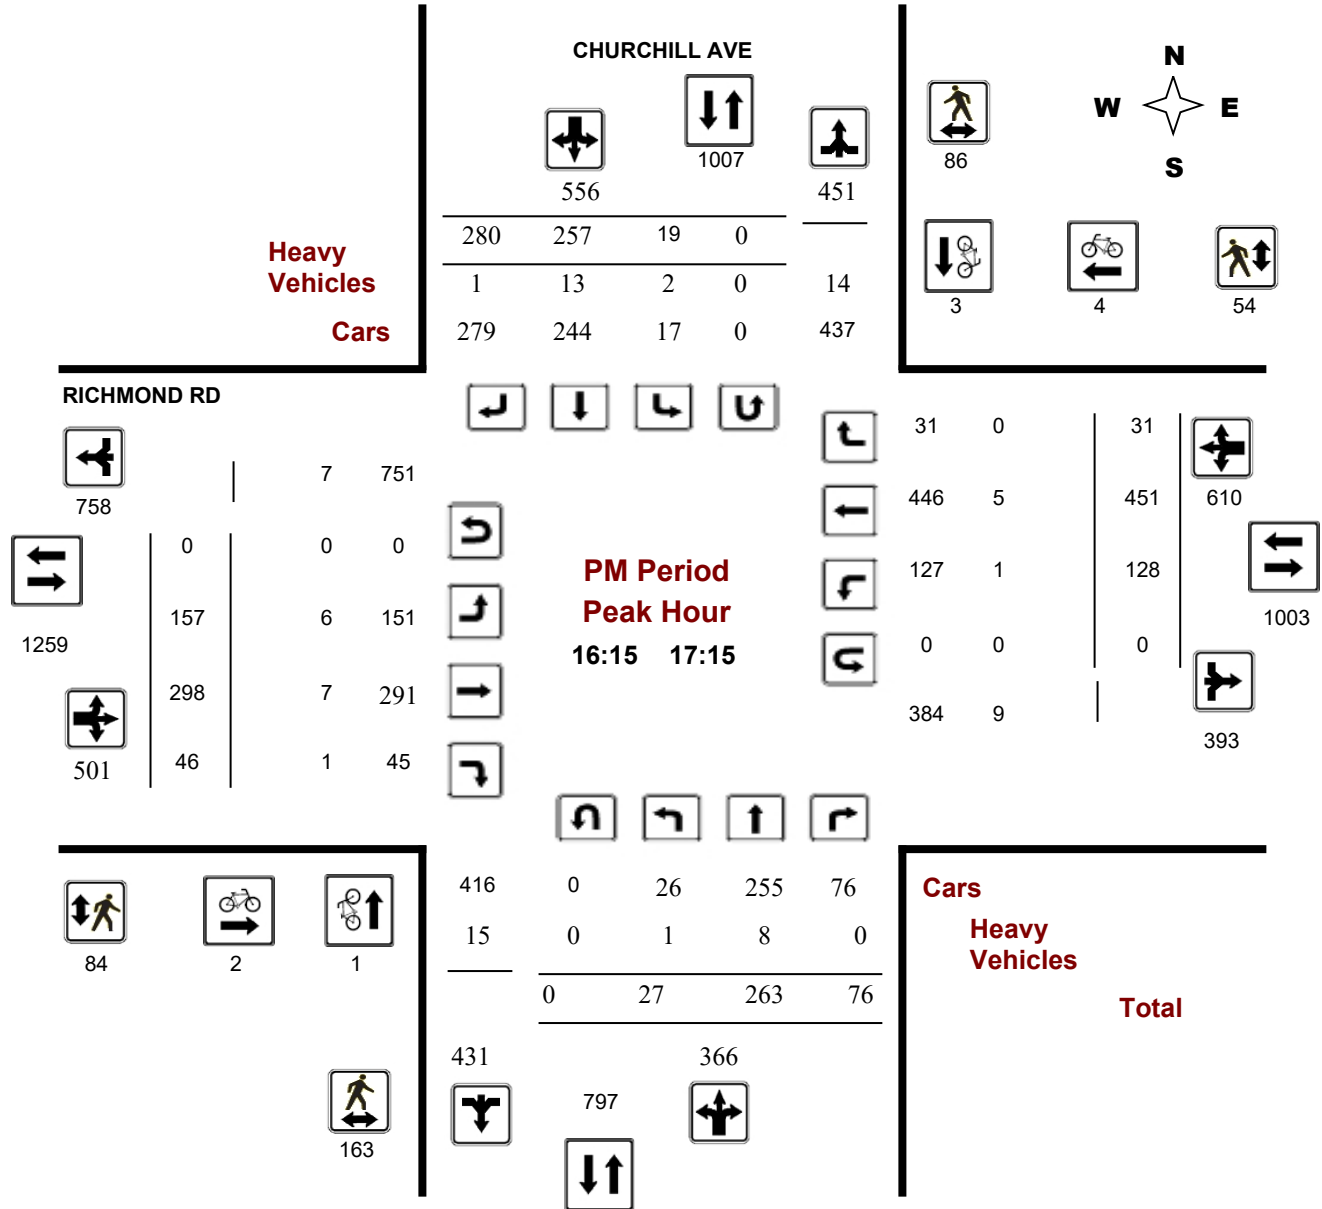 CHURCHILL AVE
N
W E
S
1007
86
556 451
280 257 19 0
Heavy
Vehicles 1 13 2 0 14
Cars 279 244 17 0 437
3 4 54
RICHMOND RD
31 0 31
7 751
758
446 5 451 610
0 0 0
PM Period
127 1 128
157 6 151
Peak Hour
1003
1259
16:15 17:15
0 0 0
298 7 291
384 9
393
501 46 1 45
416 0 26 255 76 Cars
15 0 1 8 0 Heavy
Vehicles
84 2 1
0 27 263 76 Total
431 366
797
163